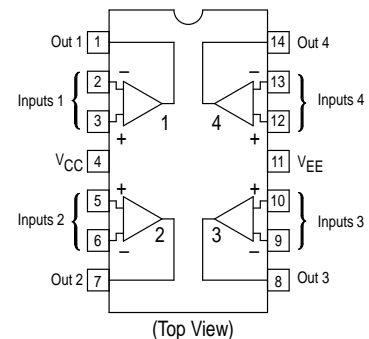 Out 1 1 14 Out 4
2 − − 13
Inputs 1 Inputs 4
3 1 4 12
+ +
VCC 4 11 VEE
5 + + 10
Inputs 2 2 3 Inputs 3
6 − − 9
Out 2 7 8 Out 3
(Top View)